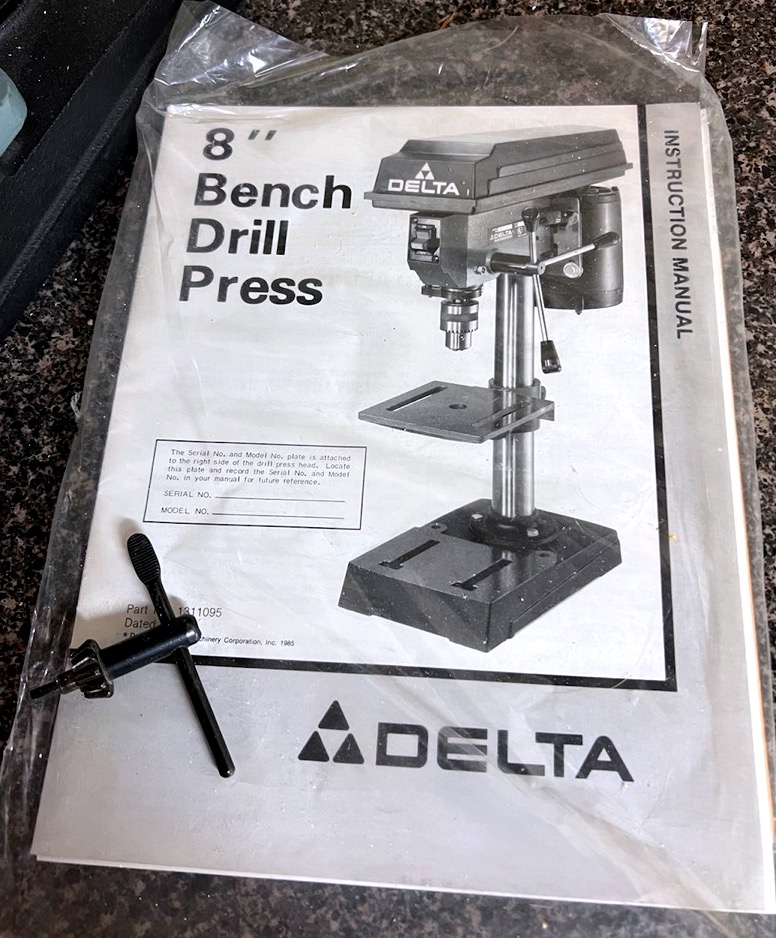 8"
Bench
Drill
Press
INSTRUCTION MANUAL
DELTA
DELTA
The Serial No. and Model No. plate is attached
to the right side of the drill press head. Locate
this plate and record the Serial No. and Model
No. in your manual for future reference.
SERIAL NO.
MODEL NO.
Part 1311095
Dated
Corporation, Inc. 1985
DELTA